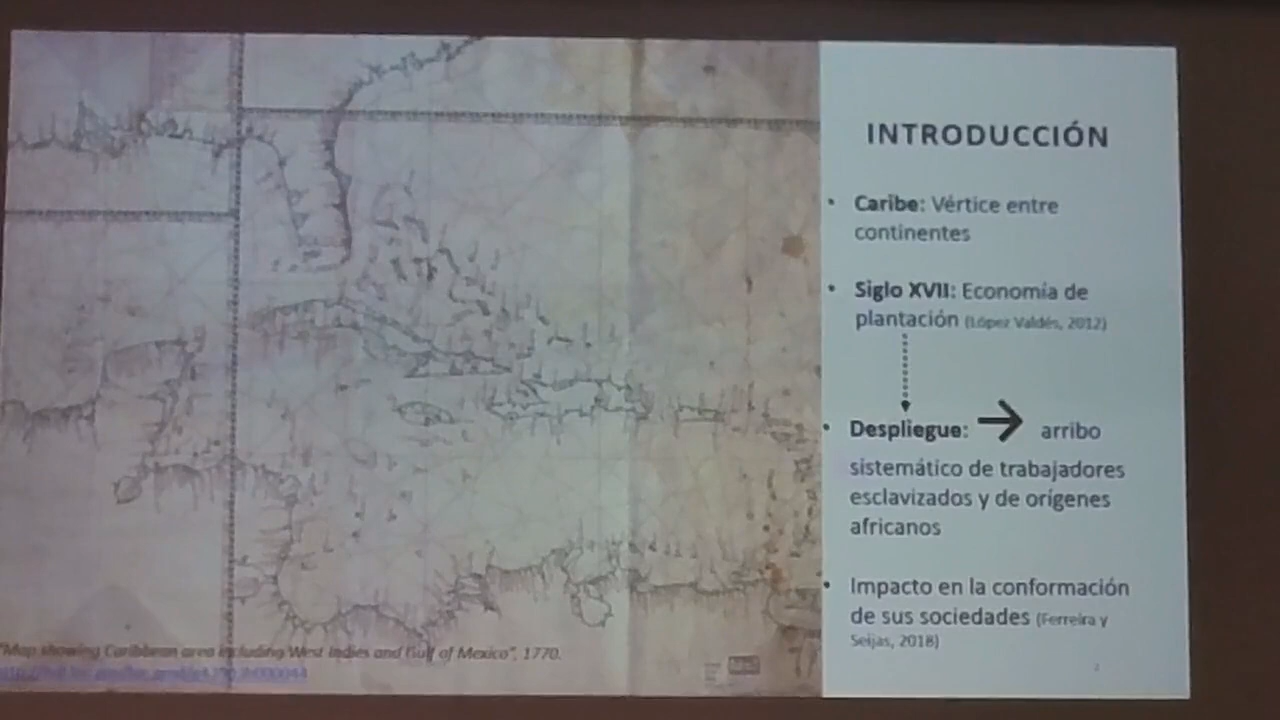 INTRODUCCIÓN
• Caribe: Vértice entre
continentes
• Siglo XVII: Economía de
plantación (López Valdés, 2012)
• Despliegue: → arribo
sistemático de trabajadores
esclavizados y de orígenes
africanos
• Impacto en la conformación
de sus sociedades (Ferreira y
Seijas, 2018)
"Map showing Caribbean area including West Indies and Gulf of Mexico", 1770.